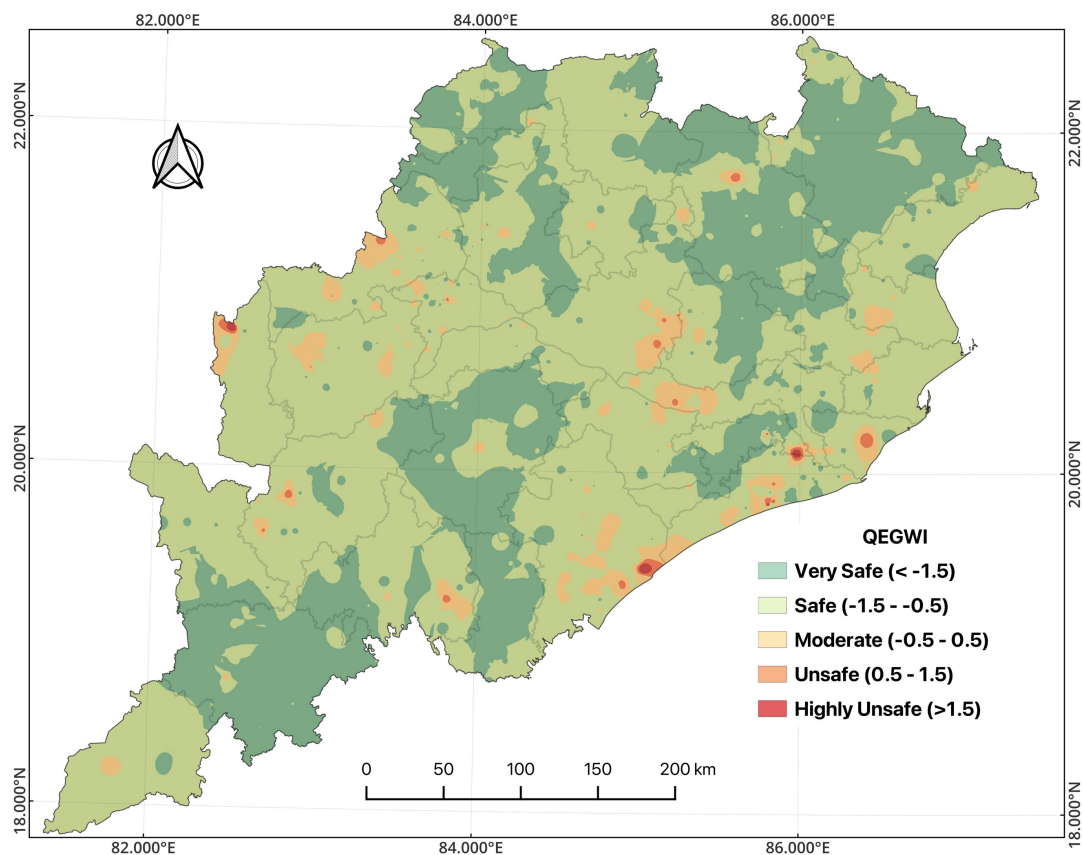 82.000°E 84.000°E 86.000°E
22.000°N 22.000°N
20.000°N 20.000°N
QEGWI
Very Safe (< -1.5)
Safe (-1.5 - -0.5)
Moderate (-0.5 - 0.5)
Unsafe (0.5 - 1.5)
Highly Unsafe (>1.5)
0 50 100 150 200 km
18.000°N 18.000°N
82.000°E 84.000°E 86.000°E